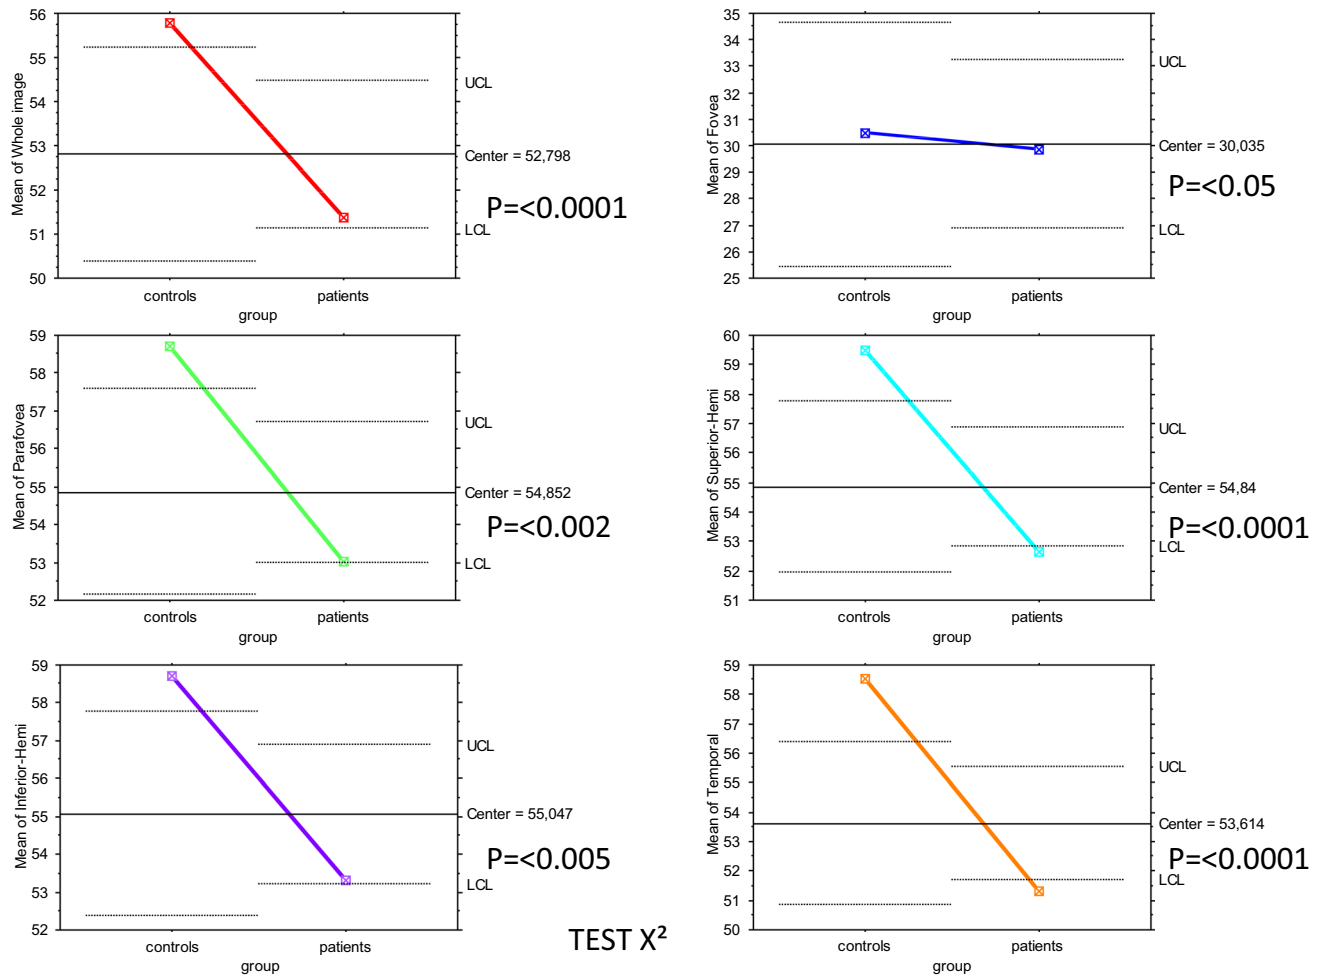 Mean of Whole image
56
55
54
53
52
51
50
controls
patients
group
UCL
Center = 52,798
LCL
P=<0.0001
Mean of Fovea
35
34
33
32
31
30
29
28
27
26
25
controls
patients
group
UCL
Center = 30,035
LCL
P=<0.05
Mean of Parafovea
59
58
57
56
55
54
53
52
controls
patients
group
UCL
Center = 54,852
LCL
P=<0.002
Mean of Superior-Hemi
60
59
58
57
56
55
54
53
52
51
controls
patients
group
UCL
Center = 54,84
LCL
P=<0.0001
Mean of Inferior-Hemi
59
58
57
56
55
54
53
52
controls
patients
group
UCL
Center = 55,047
LCL
P=<0.005
Mean of Temporal
59
58
57
56
55
54
53
52
51
50
controls
patients
group
UCL
Center = 53,614
LCL
P=<0.0001
TEST X²